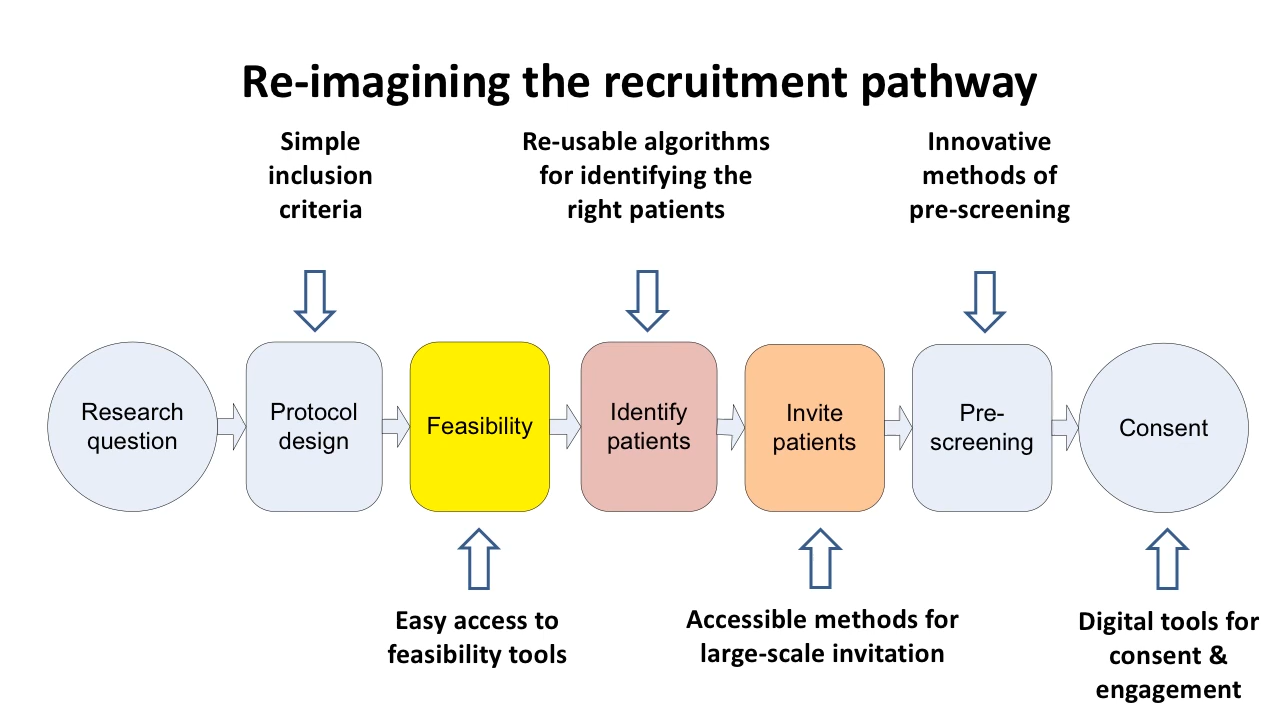 Re-imagining the recruitment pathway
Simple
inclusion
criteria
Re-usable algorithms
for identifying the
right patients
Innovative
methods of
pre-screening
Research
question
Protocol
design
Feasibility
Identify
patients
Invite
patients
Pre-
screening
Consent
Easy access to
feasibility tools
Accessible methods for
large-scale invitation
Digital tools for
consent &
engagement